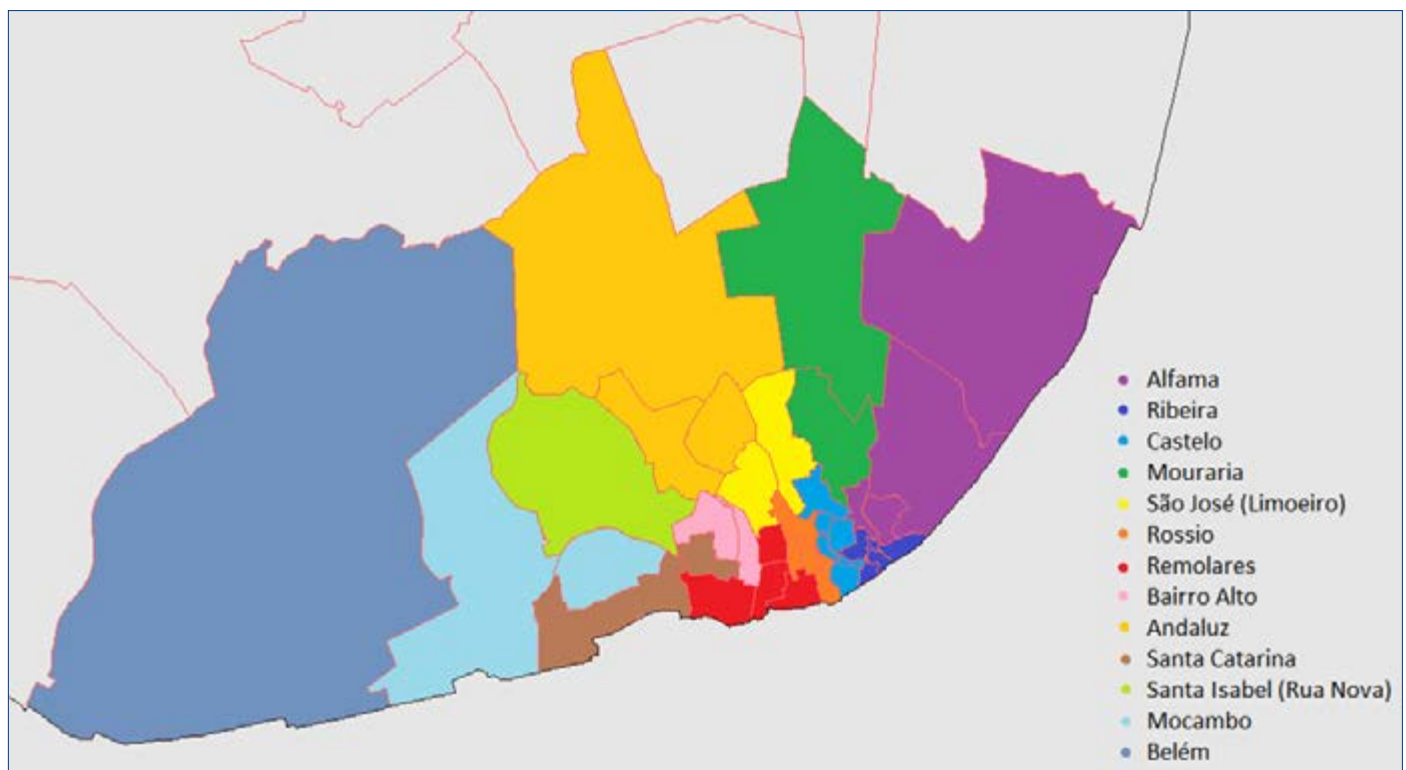 Alfama
Ribeira
Castelo
Mouraria
São José (Limoeiro)
Rossio
Remolares
Bairro Alto
Andaluz
Santa Catarina
Santa Isabel (Rua Nova)
Mocambo
Belém